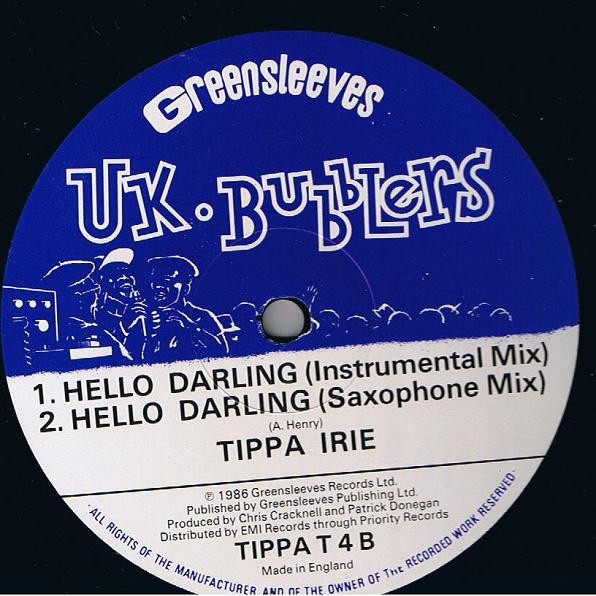 Greensleeves
UK·BUBBLERS
1. HELLO DARLING (Instrumental Mix)
2. HELLO DARLING (Saxophone Mix)
(A. Henry)
TIPPA IRIE
℗ 1986 Greensleeves Records Ltd.
Published by Greensleeves Publishing Ltd.
Produced by Chris Cracknell and Patrick Donegan
Distributed by EMI Records through Priority Records
TIPPA T 4 B
Made in England
·ALL RIGHTS OF THE MANUFACTURER AND OF THE OWNER OF THE RECORDED WORK RESERVED·